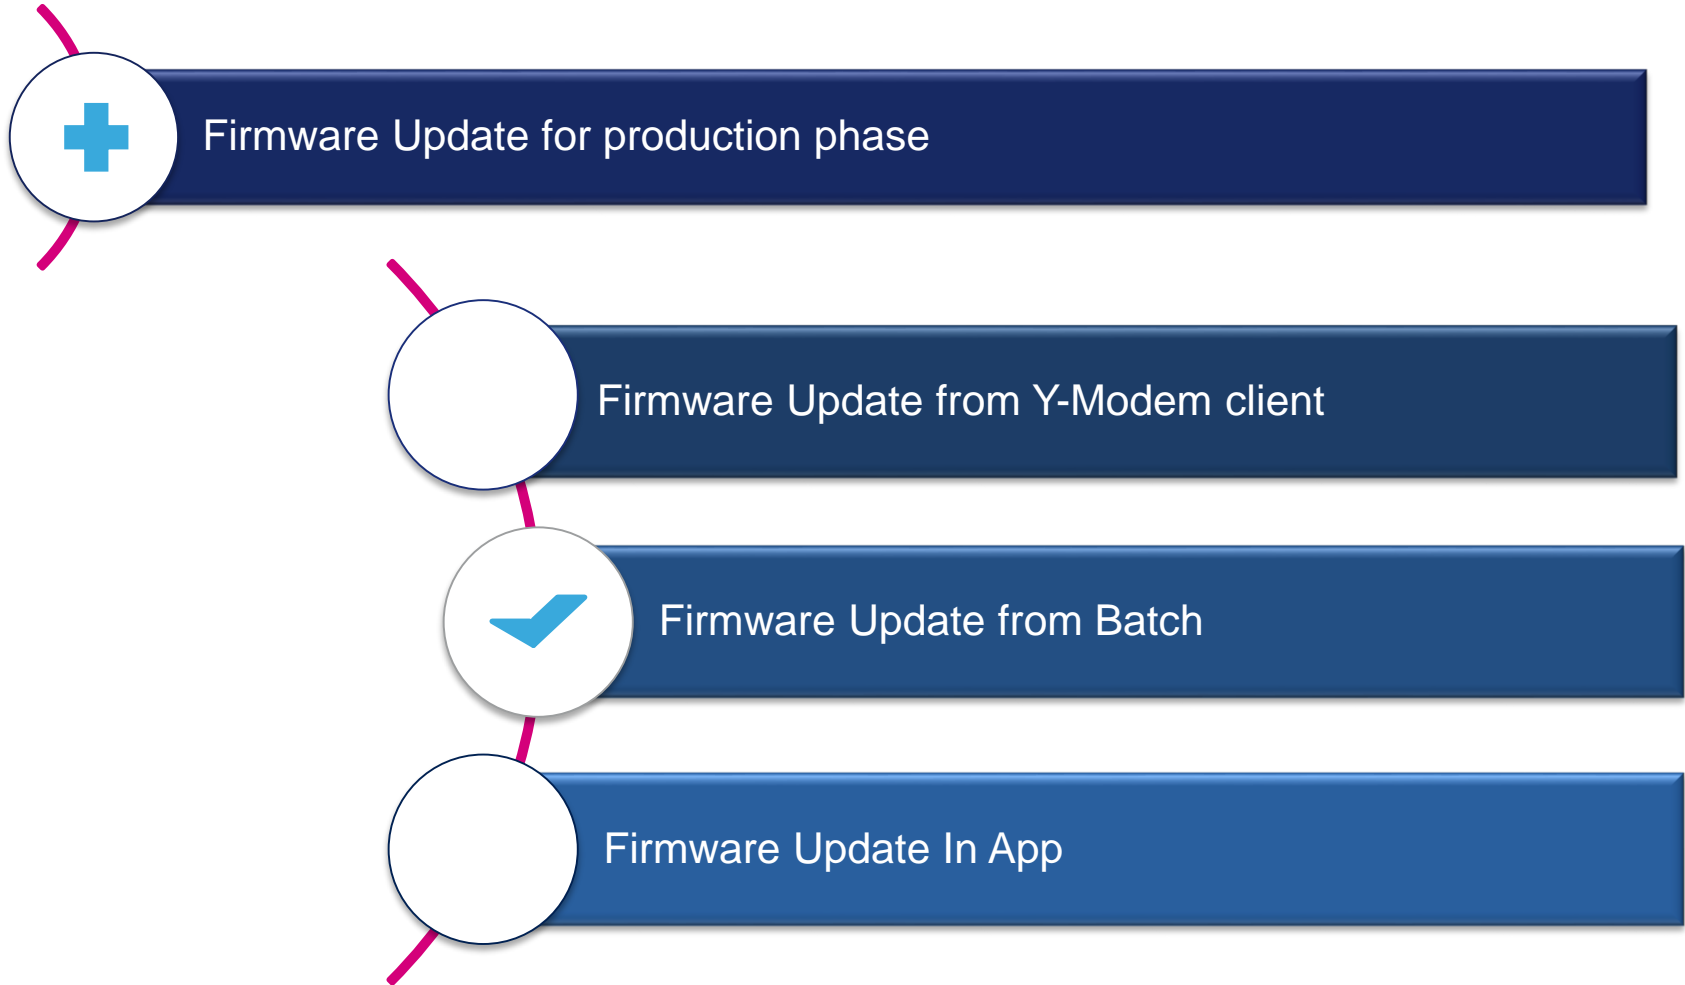 Firmware Update for production phase
Firmware Update from Y-Modem client
Firmware Update from Batch
Firmware Update In App